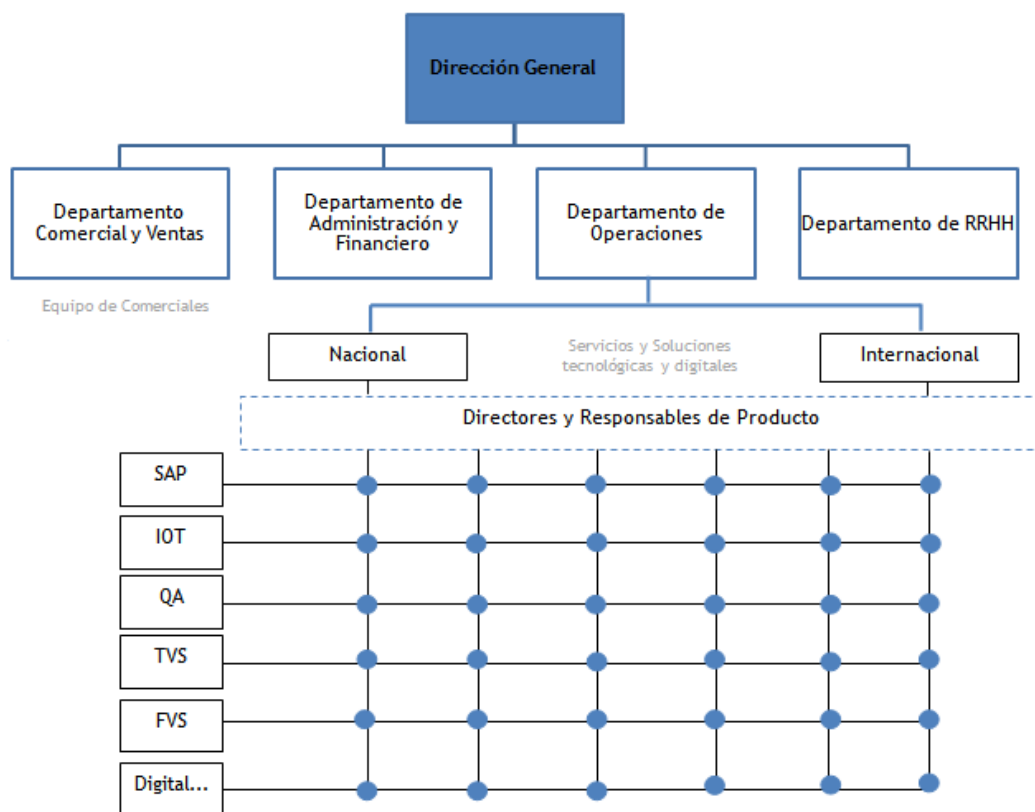 Dirección General
Departamento
Comercial y Ventas
Departamento de
Administración y
Financiero
Departamento de
Operaciones
Departamento de RRHH
Equipo de Comerciales
Nacional
Servicios y Soluciones
tecnológicas y digitales
Internacional
Directores y Responsables de Producto
SAP
IOT
QA
TVS
FVS
Digital...